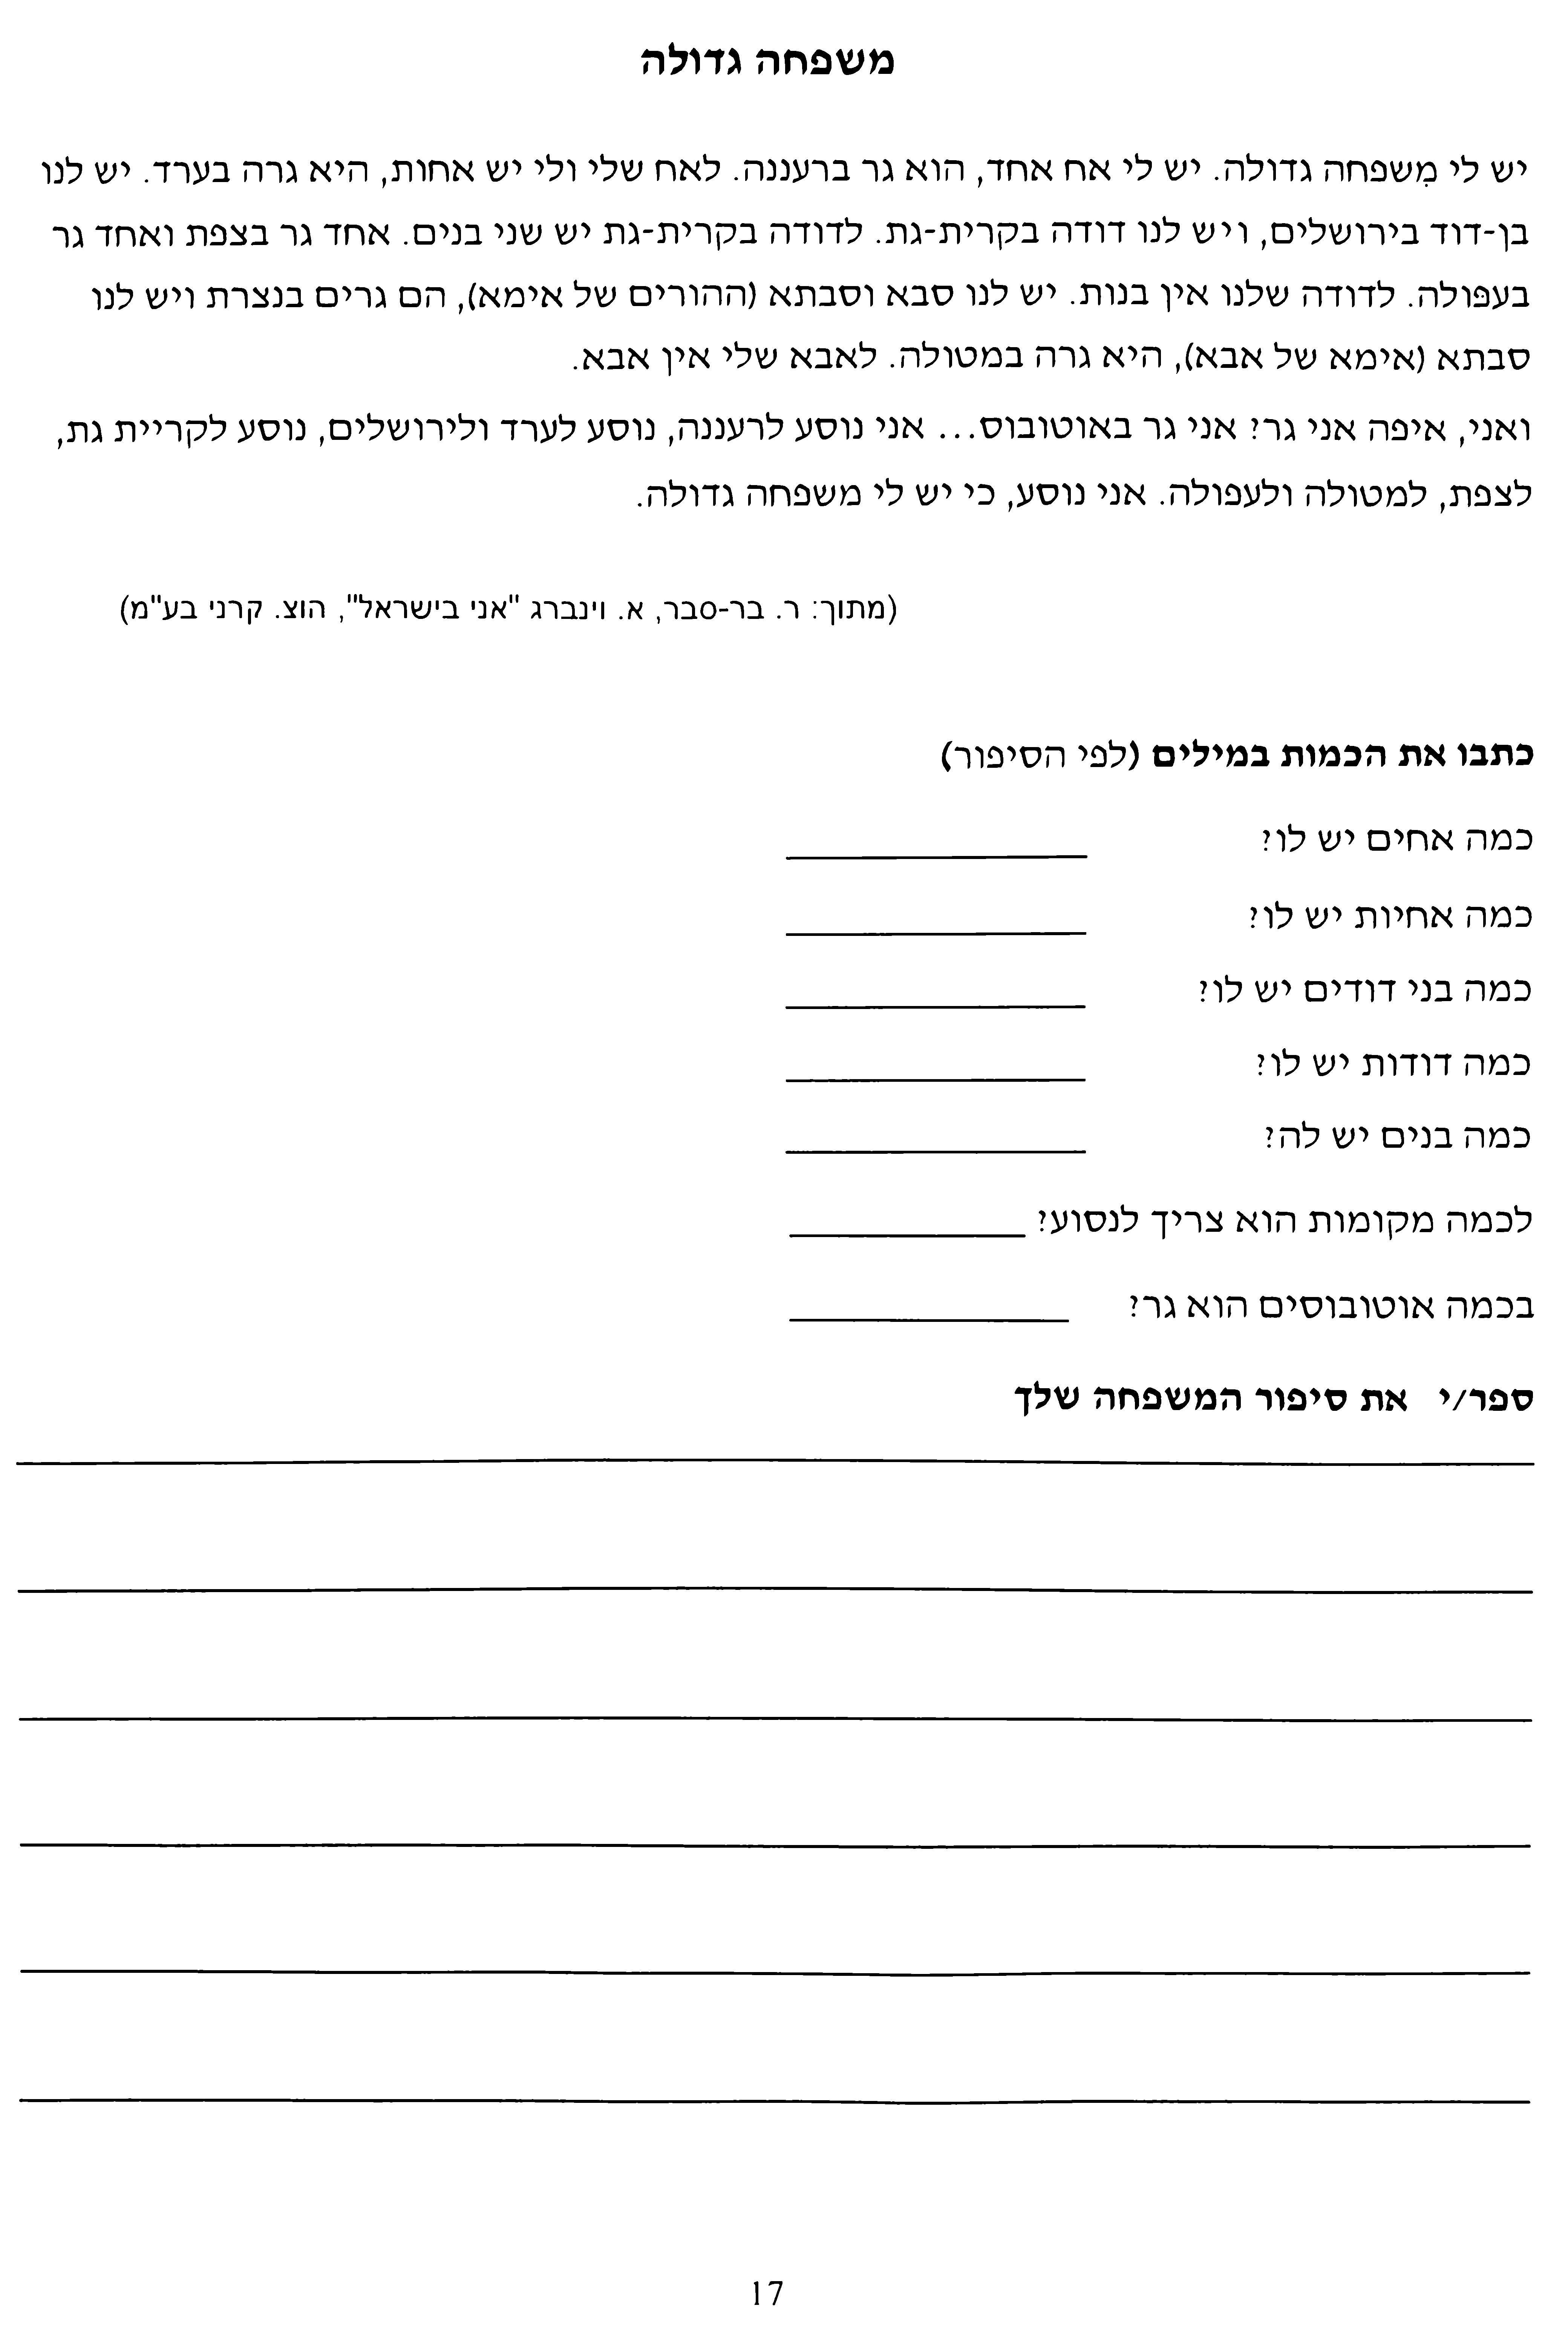 משפחה גדולה
יש לי מִשפחה גדולה. יש לי אח אחד, הוא גר ברעננה. לאח שלי ולי יש אחות, היא גרה בערד. יש לנו
בן-דוד בירושלים, ויש לנו דודה בקרית-גת. לדודה בקרית-גת יש שני בנים. אחד גר בצפת ואחד גר
בעפולה. לדודה שלנו אין בנות. יש לנו סבא וסבתא (ההורים של אימא), הם גרים בנצרת ויש לנו
סבתא (אימא של אבא), היא גרה במטולה. לאבא שלי אין אבא.
ואני, איפה אני גר? אני גר באוטובוס... אני נוסע לרעננה, נוסע לערד ולירושלים, נוסע לקריית גת,
לצפת, למטולה ולעפולה. אני נוסע, כי יש לי משפחה גדולה.
(מתוך: ר. בר-סבר, א. וינברג "אני בישראל", הוצ. קרני בע"מ)
כתבו את הכמות במילים (לפי הסיפור)
כמה אחים יש לו?
כמה אחיות יש לו?
כמה בני דודים יש לו?
כמה דודות יש לו?
כמה בנים יש לה?
לכמה מקומות הוא צריך לנסוע?
בכמה אוטובוסים הוא גר?
ספר/י את סיפור המשפחה שלך
17